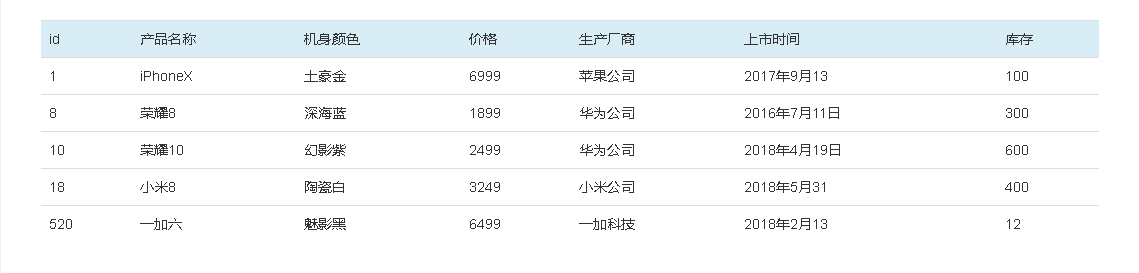 id 产品名称 机身颜色 价格 生产厂商 上市时间 库存
1 iPhoneX 土豪金 6999 苹果公司 2017年9月13 100
8 荣耀8 深海蓝 1899 华为公司 2016年7月11日 300
10 荣耀10 幻影紫 2499 华为公司 2018年4月19日 600
18 小米8 陶瓷白 3249 小米公司 2018年5月31 400
520 一加六 魅影黑 6499 一加科技 2018年2月13 12